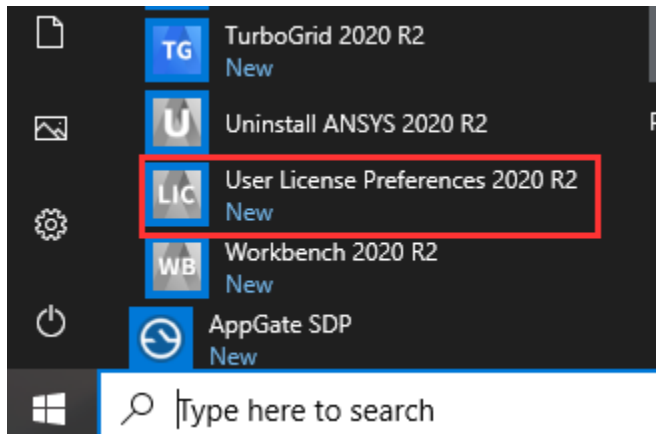 TG
TurboGrid 2020 R2
New
U
Uninstall ANSYS 2020 R2
LIC
User License Preferences 2020 R2
New
WB
Workbench 2020 R2
New
AppGate SDP
New
Type here to search